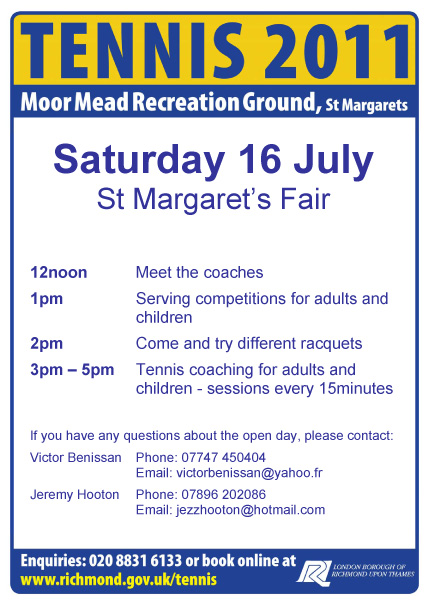 TENNIS 2011
Moor Mead Recreation Ground, St Margarets
Saturday 16 July
St Margaret's Fair
12noon Meet the coaches
1pm Serving competitions for adults and
children
2pm Come and try different racquets
3pm – 5pm Tennis coaching for adults and
children - sessions every 15minutes
If you have any questions about the open day, please contact:
Victor Benissan Phone: 07747 450404
Email: victorbenissan@yahoo.fr
Jeremy Hooton Phone: 07896 202086
Email: jezzhooton@hotmail.com
Enquiries: 020 8831 6133 or book online at
www.richmond.gov.uk/tennis
LONDON BOROUGH OF
RICHMOND UPON THAMES